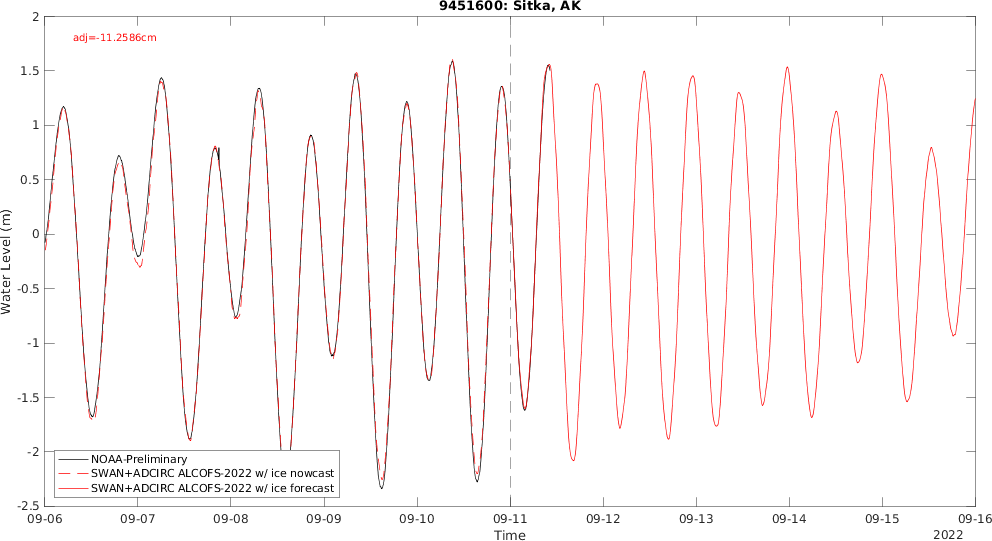 9451600: Sitka, AK
adj=-11.2586cm
Water Level (m)
2
1.5
1
0.5
0
-0.5
-1
-1.5
-2
-2.5
NOAA-Preliminary
SWAN+ADCIRC ALCOFS-2022 w/ ice nowcast
SWAN+ADCIRC ALCOFS-2022 w/ ice forecast
09-06 09-07 09-08 09-09 09-10 09-11 09-12 09-13 09-14 09-15 09-16
Time
2022